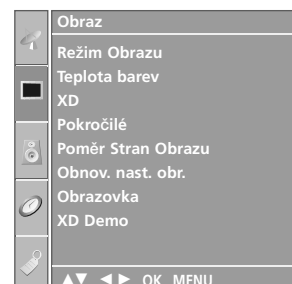 Obraz
Režim Obrazu
Teplota barev
XD
Pokročilé
Poměr Stran Obrazu
Obnov. nast. obr.
Obrazovka
XD Demo
▲▼ ◄► OK MENU